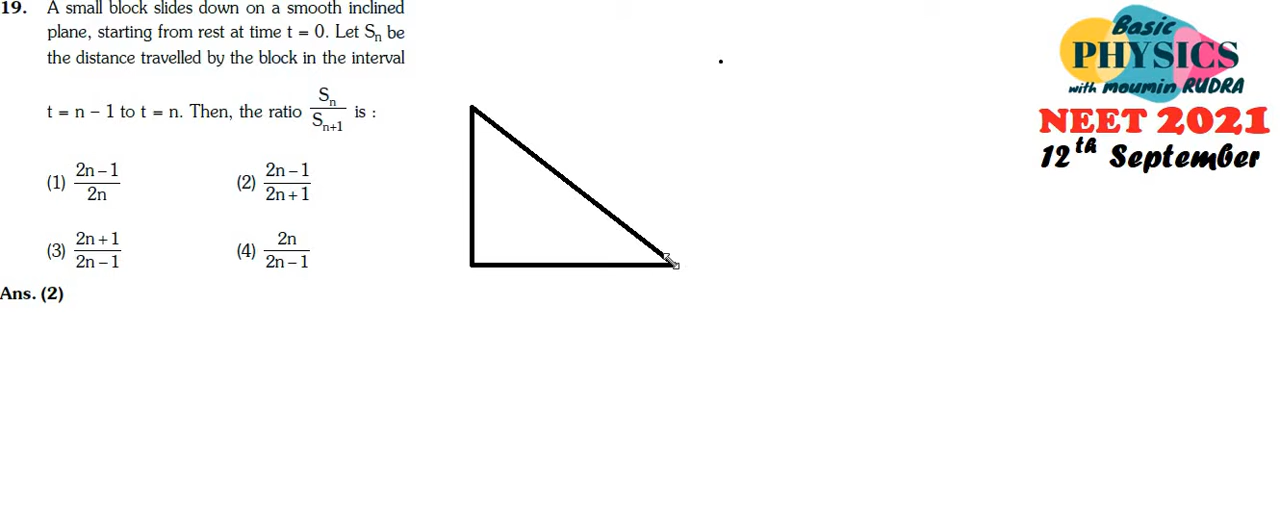 19. A small block slides down on a smooth inclined
plane, starting from rest at time t = 0. Let Sn be
the distance travelled by the block in the interval
t = n – 1 to t = n. Then, the ratio Sn/Sn+1 is :
(1) 2n–1/2n (2) 2n–1/2n+1
(3) 2n+1/2n–1 (4) 2n/2n–1
Ans. (2)
Basic
PHYSICS
with moumin RUDRA
NEET 2021
12th September